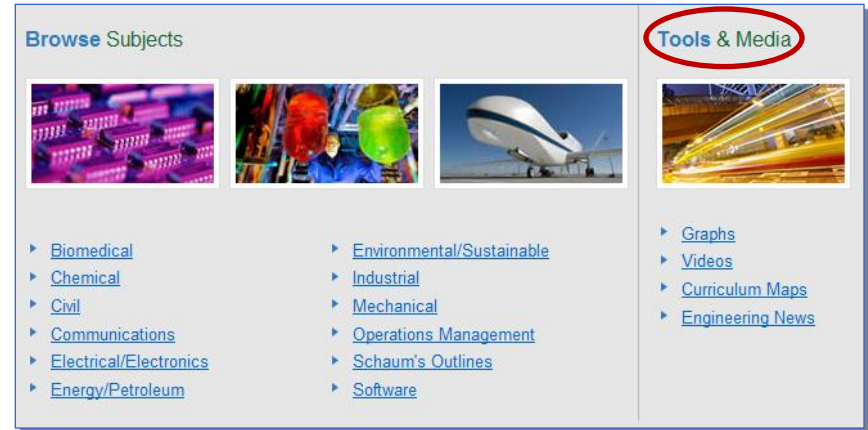 Browse Subjects
Biomedical
Chemical
Civil
Communications
Electrical/Electronics
Energy/Petroleum
Environmental/Sustainable
Industrial
Mechanical
Operations Management
Schaum's Outlines
Software
Tools & Media
Graphs
Videos
Curriculum Maps
Engineering News